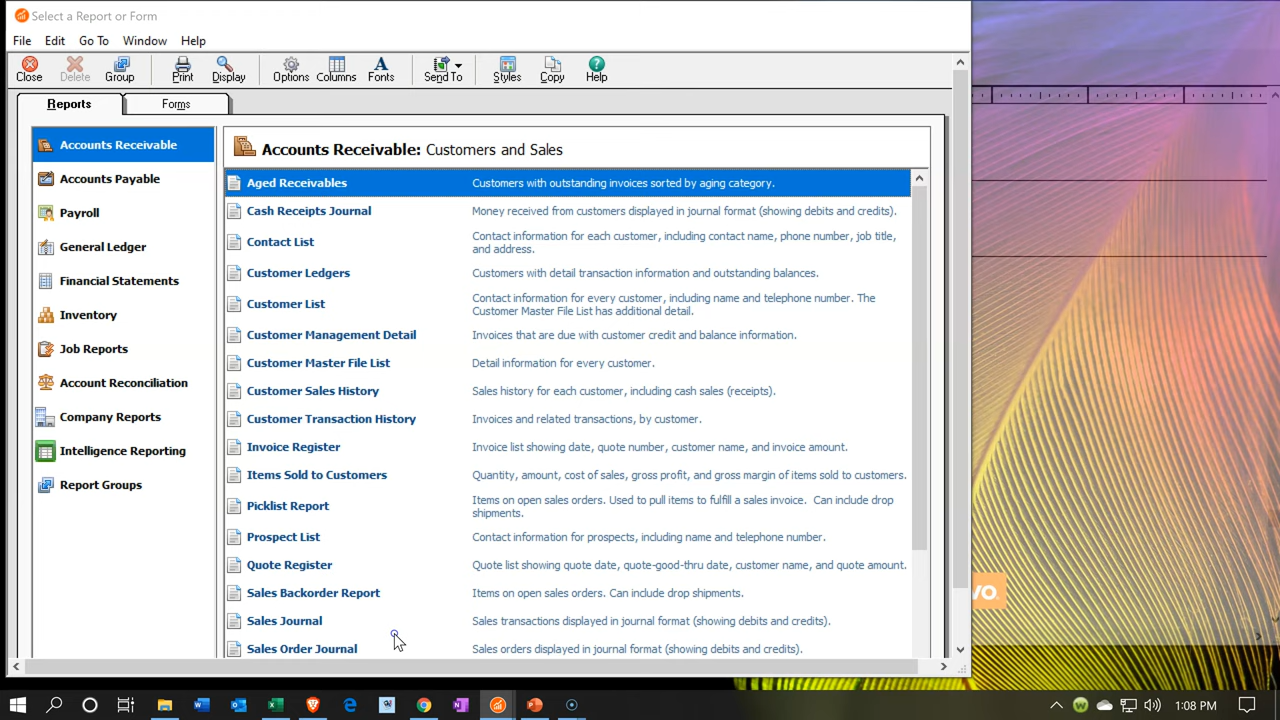 Select a Report or Form
File Edit Go To Window Help
Close Delete Group Print Display Options Columns Fonts Send To Styles Copy Help
Reports Forms
Accounts Receivable
Accounts Payable
Payroll
General Ledger
Financial Statements
Inventory
Job Reports
Account Reconciliation
Company Reports
Intelligence Reporting
Report Groups
Accounts Receivable: Customers and Sales
Aged Receivables Customers with outstanding invoices sorted by aging category.
Cash Receipts Journal Money received from customers displayed in journal format (showing debits and credits).
Contact List Contact information for each customer, including contact name, phone number, job title,
and address.
Customer Ledgers Customers with detail transaction information and outstanding balances.
Customer List Contact information for every customer, including name and telephone number. The
Customer Master File List has additional detail.
Customer Management Detail Invoices that are due with customer credit and balance information.
Customer Master File List Detail information for every customer.
Customer Sales History Sales history for each customer, including cash sales (receipts).
Customer Transaction History Invoices and related transactions, by customer.
Invoice Register Invoice list showing date, quote number, customer name, and invoice amount.
Items Sold to Customers Quantity, amount, cost of sales, gross profit, and gross margin of items sold to customers.
Picklist Report Items on open sales orders. Used to pull items to fulfill a sales invoice. Can include drop
shipments.
Prospect List Contact information for prospects, including name and telephone number.
Quote Register Quote list showing quote date, quote-good-thru date, customer name, and quote amount.
Sales Backorder Report Items on open sales orders. Can include drop shipments.
Sales Journal Sales transactions displayed in journal format (showing debits and credits).
Sales Order Journal Sales orders displayed in journal format (showing debits and credits).
1:08 PM